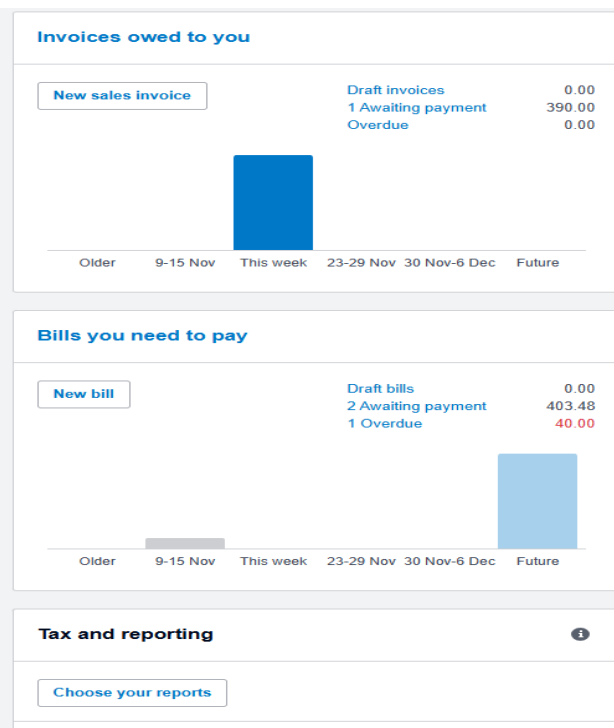 Invoices owed to you
New sales invoice
Draft invoices 0.00
1 Awaiting payment 390.00
Overdue 0.00
Older 9-15 Nov This week 23-29 Nov 30 Nov-6 Dec Future
Bills you need to pay
New bill
Draft bills 0.00
2 Awaiting payment 403.48
1 Overdue 40.00
Older 9-15 Nov This week 23-29 Nov 30 Nov-6 Dec Future
Tax and reporting
Choose your reports